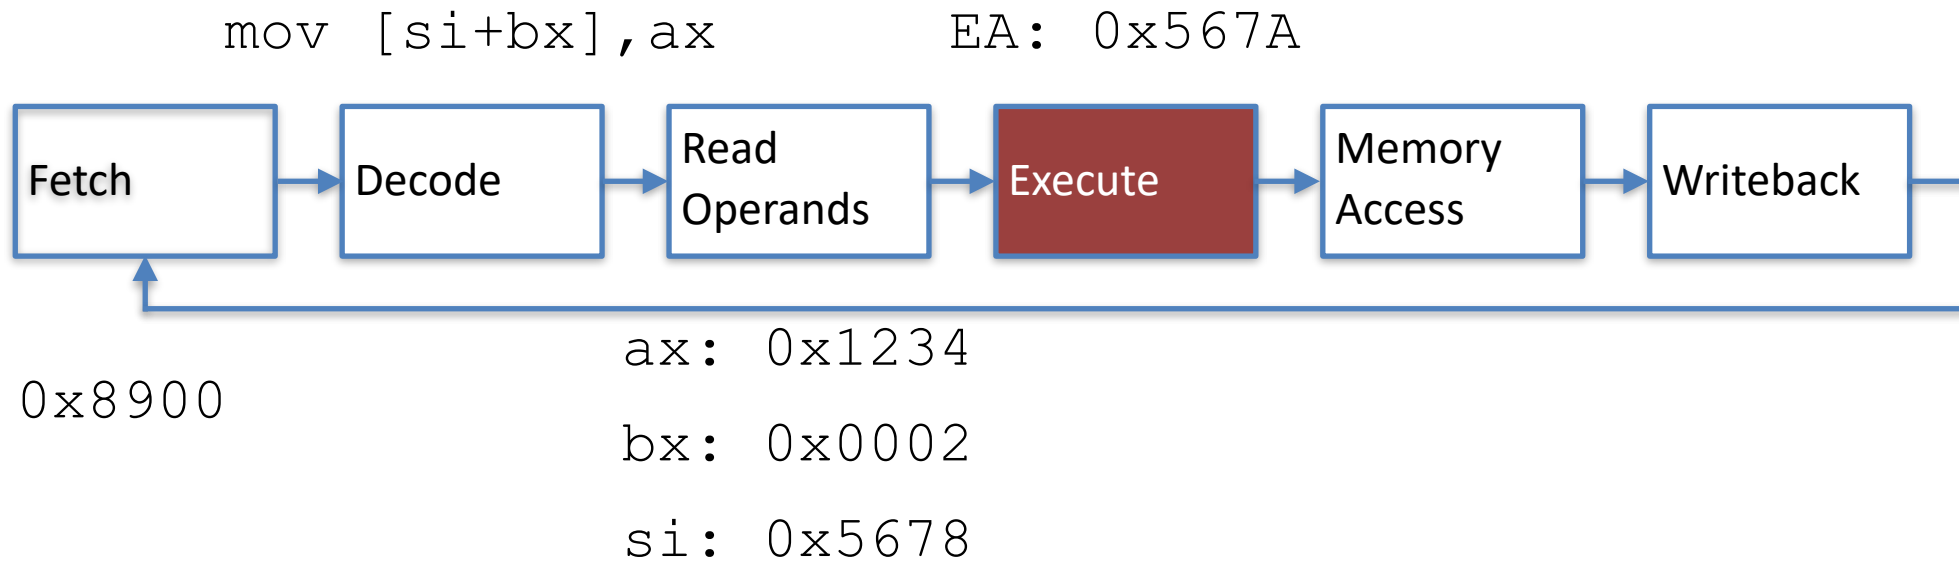 mov [si+bx],ax EA: 0x567A
Fetch
Decode
Read
Operands
Execute
Memory
Access
Writeback
0x8900
ax: 0x1234
bx: 0x0002
si: 0x5678